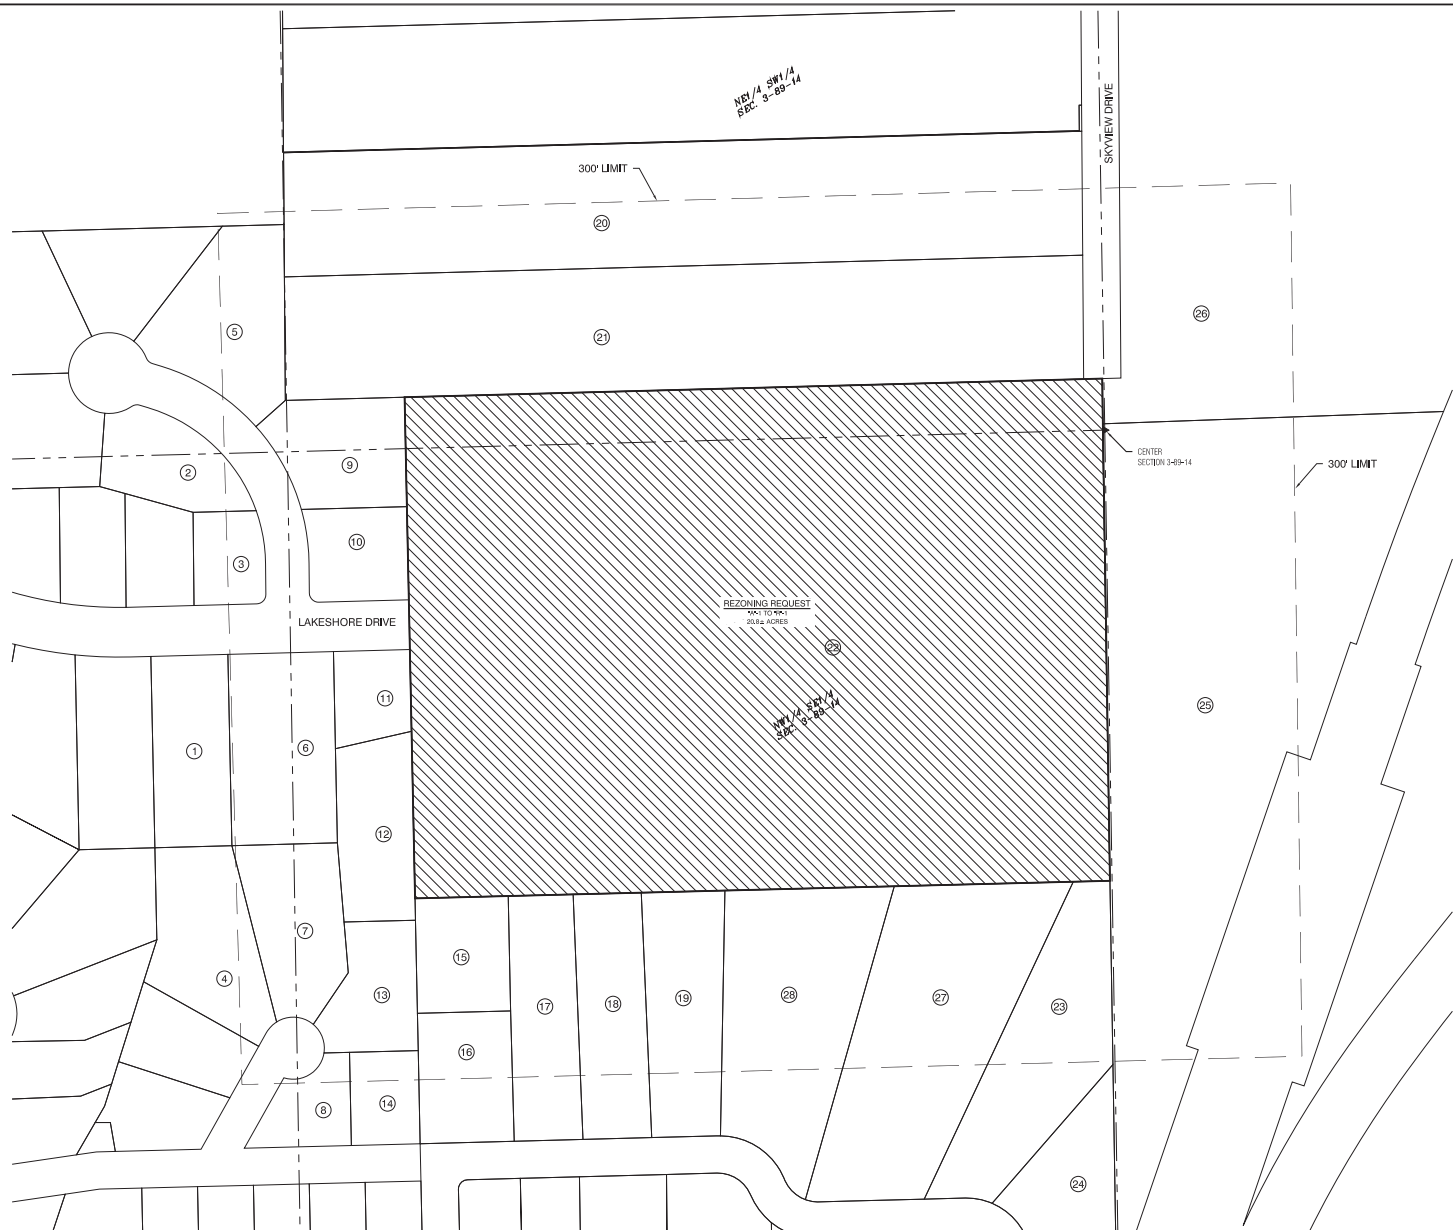 NE1/4 SW1/4
SEC. 3-89-14
SKYVIEW DRIVE
300' LIMIT
20
5
26
21
CENTER
SECTION 3-89-14
300' LIMIT
9
2
10
3
REZONING REQUEST
"A-1 TO "R-1
20.8± ACRES
LAKESHORE DRIVE
22
11
NW1/4 SE1/4
SEC. 3-89-14
25
1
6
12
7
15
4
13
17
18
19
28
27
23
16
8
14
24